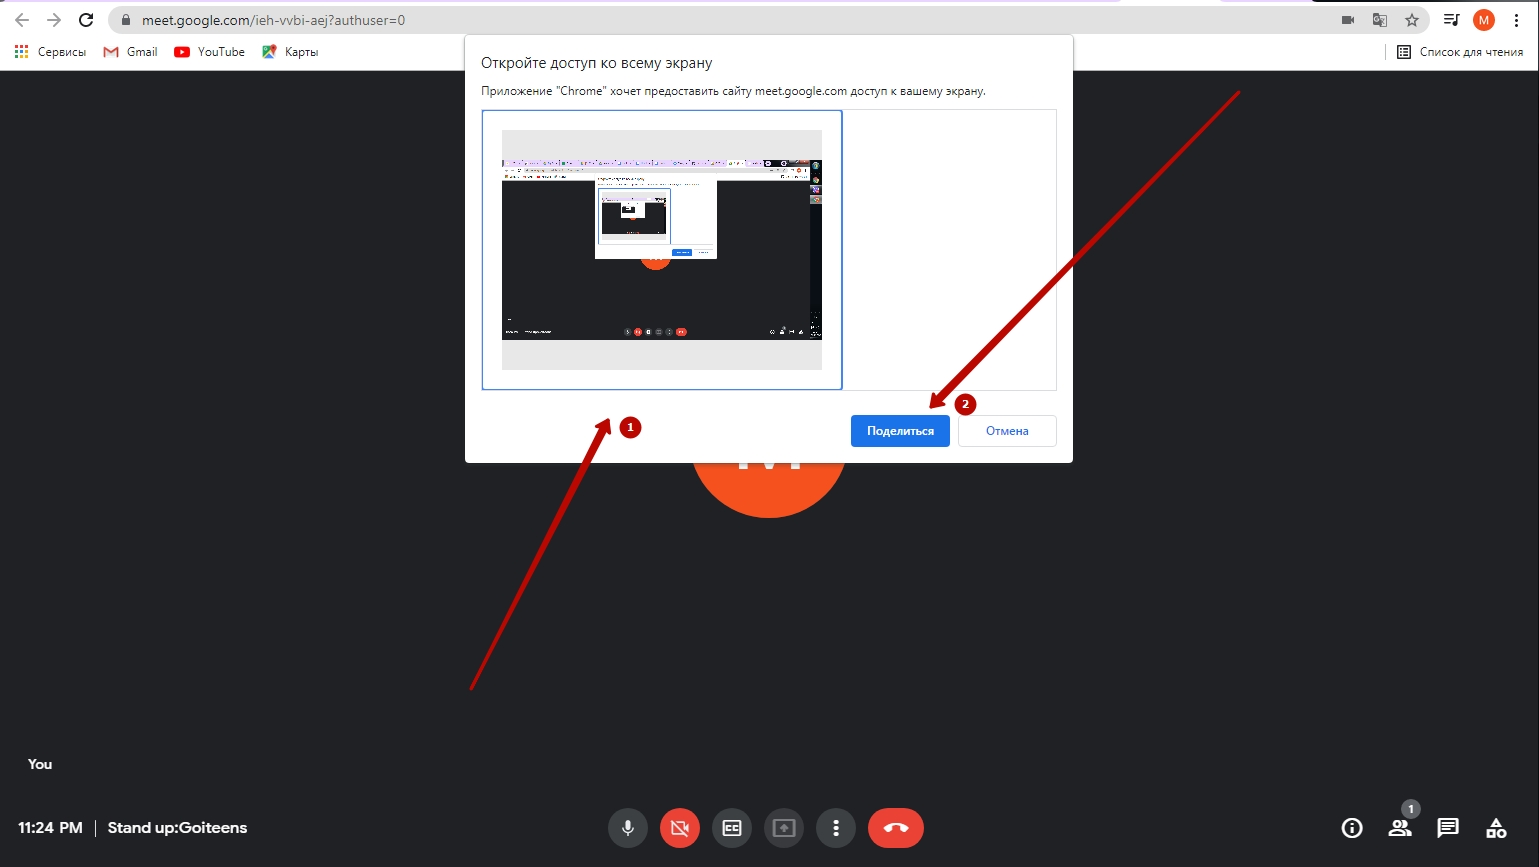 meet.google.com/ieh-vvbi-aej?authuser=0
M
Сервисы Gmail YouTube Карты Список для чтения
Откройте доступ ко всему экрану
Приложение "Chrome" хочет предоставить сайту meet.google.com доступ к вашему экрану.
2
1
Поделиться Отмена
You
1
11:24 PM | Stand up:Goiteens
CC